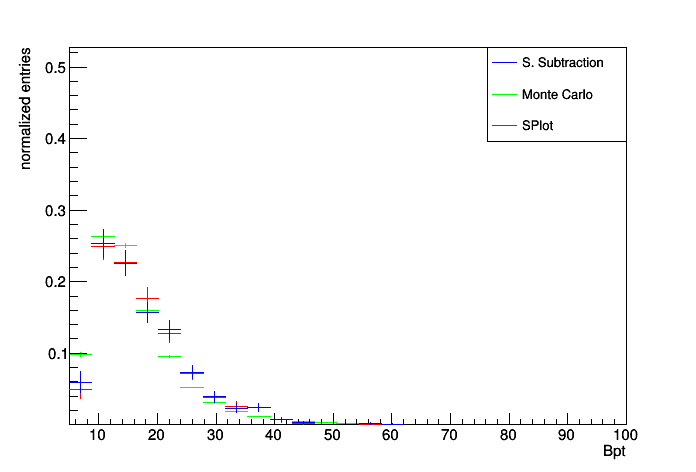 normalized entries
0.5
0.4
0.3
0.2
0.1
S. Subtraction
Monte Carlo
SPlot
10 20 30 40 50 60 70 80 90 100
Bpt